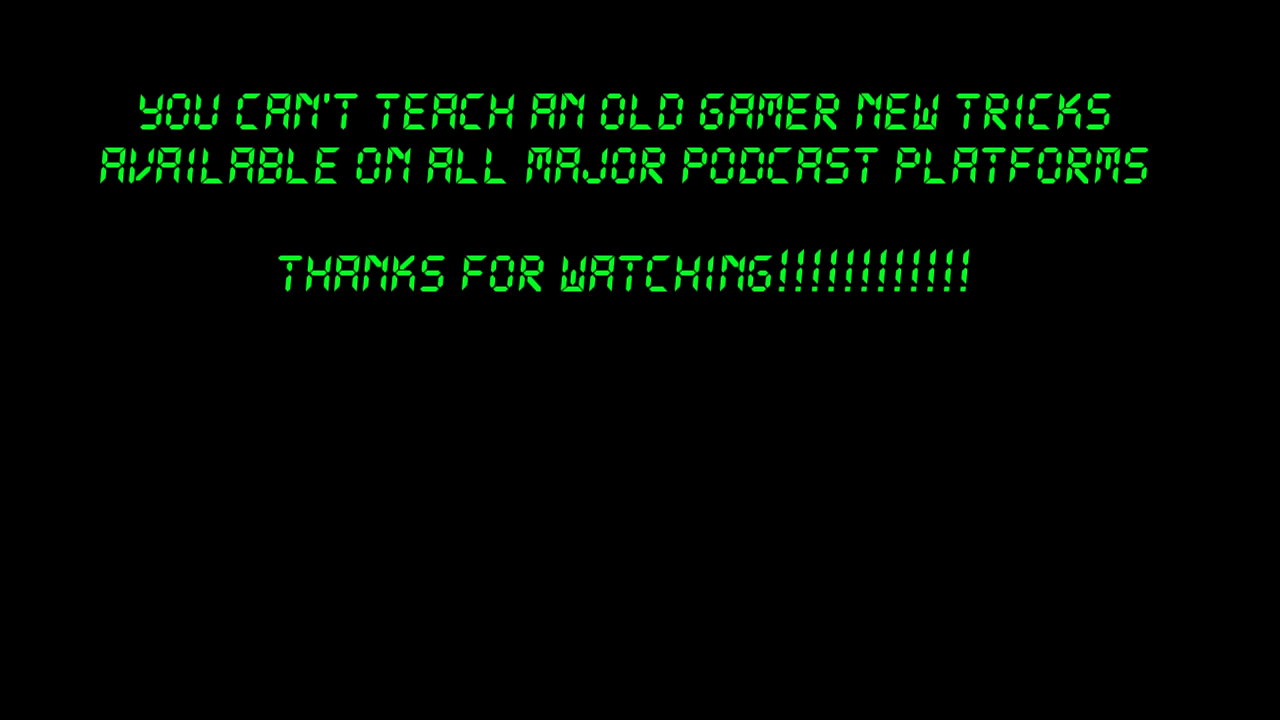 YOU CAN'T TEACH AN OLD GAMER NEW TRICKS
AVAILABLE ON ALL MAJOR PODCAST PLATFORMS
THANKS FOR WATCHING!!!!!!!!!!!!